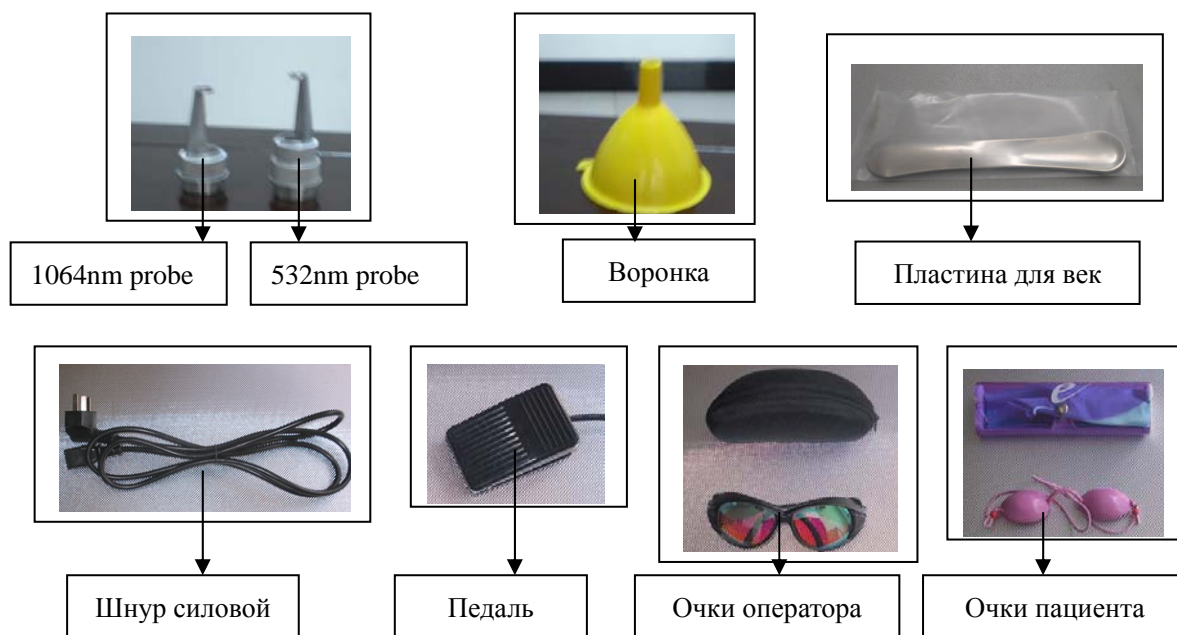 1064nm probe
532nm probe
Воронка
Пластина для век
Шнур силовой
Педаль
Очки оператора
Очки пациента